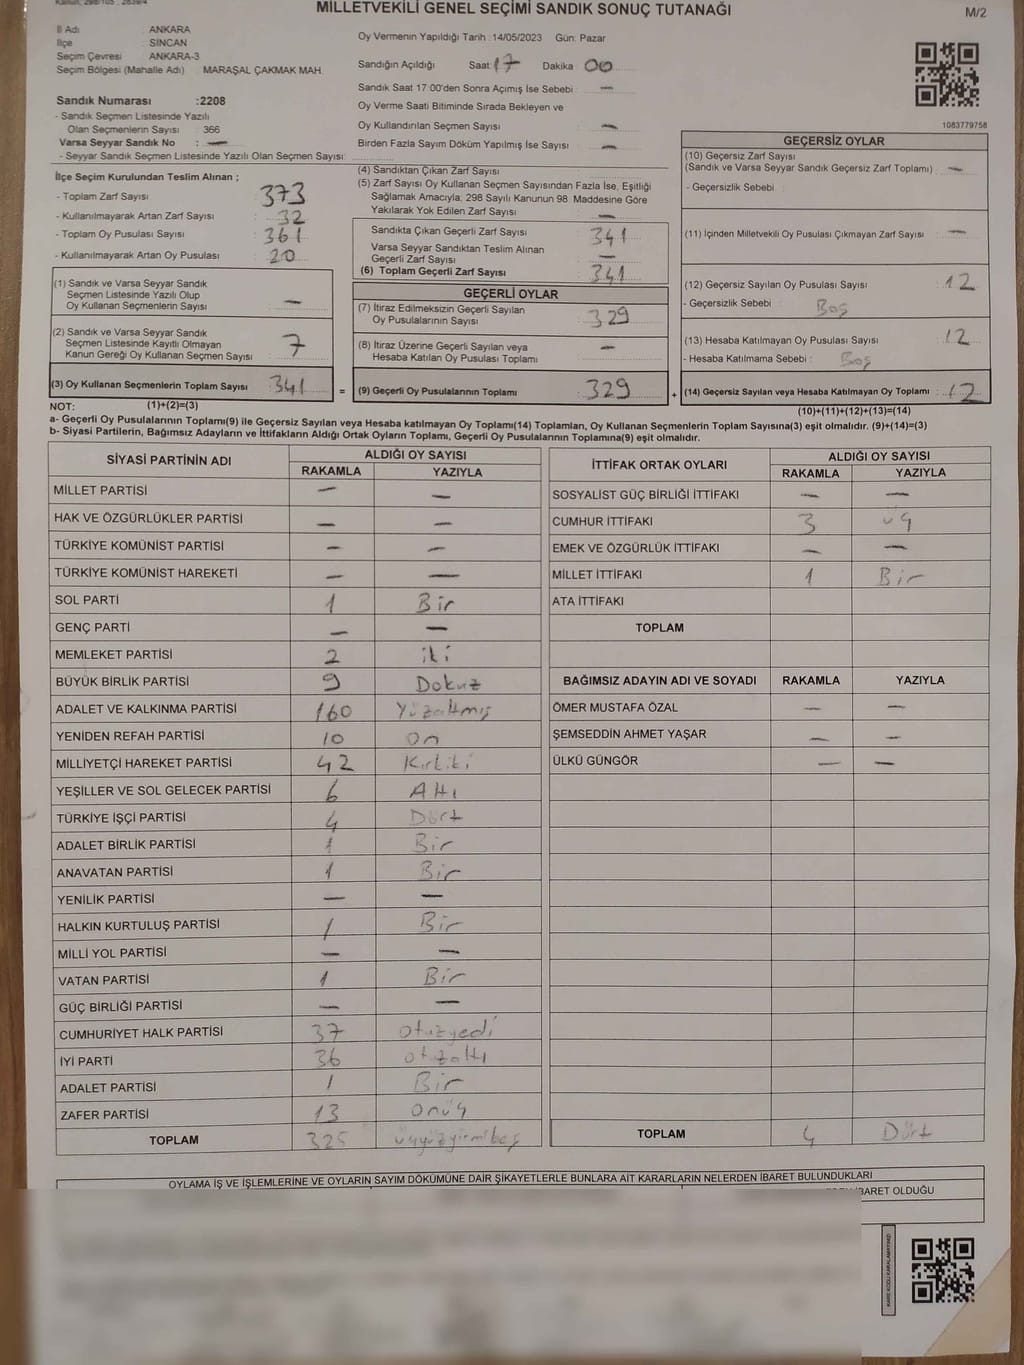 MİLLETVEKİLİ GENEL SEÇİMİ SANDIK SONUÇ TUTANAĞI
M/2
İl Adı : ANKARA
İlçe : SİNCAN
Seçim Çevresi : ANKARA-3
Seçim Bölgesi (Mahalle Adı) : MARAŞAL ÇAKMAK MAH.
Sandık Numarası :2208
- Sandık Seçmen Listesinde Yazılı
Olan Seçmenlerin Sayısı : 366
Varsa Seyyar Sandık No : —
- Seyyar Sandık Seçmen Listesinde Yazılı Olan Seçmen Sayısı:
İlçe Seçim Kurulundan Teslim Alınan ;
- Toplam Zarf Sayısı : 373
- Kullanılmayarak Artan Zarf Sayısı : 32
- Toplam Oy Pusulası Sayısı : 361
- Kullanılmayarak Artan Oy Pusulası : 20
(1) Sandık ve Varsa Seyyar Sandık
Seçmen Listesinde Yazılı Olup
Oy Kullanan Seçmenlerin Sayısı : —
(2) Sandık ve Varsa Seyyar Sandık
Seçmen Listesinde Kayıtlı Olmayan
Kanun Gereği Oy Kullanan Seçmen Sayısı : 7
(3) Oy Kullanan Seçmenlerin Toplam Sayısı : 341 =
Oy Vermenin Yapıldığı Tarih : 14/05/2023 Gün: Pazar
Sandığın Açıldığı Saat : 17 Dakika 00
Sandık Saat 17:00'den Sonra Açımış İse Sebebi : —
Oy Verme Saati Bitiminde Sırada Bekleyen ve
Oy Kullandırılan Seçmen Sayısı : —
Birden Fazla Sayım Döküm Yapılmış İse Sayısı : —
(4) Sandıktan Çıkan Zarf Sayısı :
(5) Zarf Sayısı Oy Kullanan Seçmen Sayısından Fazla İse, Eşitliği
Sağlamak Amacıyla; 298 Sayılı Kanunun 98. Maddesine Göre
Yakılarak Yok Edilen Zarf Sayısı : —
Sandıkta Çıkan Geçerli Zarf Sayısı : 341
Varsa Seyyar Sandıktan Teslim Alınan
Geçerli Zarf Sayısı : —
(6) Toplam Geçerli Zarf Sayısı : 341
GEÇERLİ OYLAR
(7) İtiraz Edilmeksizin Geçerli Sayılan
Oy Pusulalarının Sayısı : 329
(8) İtiraz Üzerine Geçerli Sayılan veya
Hesaba Katılan Oy Pusulası Toplamı : —
(9) Geçerli Oy Pusulalarının Toplamı : 329 +
1083779758
GEÇERSİZ OYLAR
(10) Geçersiz Zarf Sayısı
(Sandık ve Varsa Seyyar Sandık Geçersiz Zarf Toplamı) : —
- Geçersizlik Sebebi :
(11) İçinden Milletvekili Oy Pusulası Çıkmayan Zarf Sayısı : —
(12) Geçersiz Sayılan Oy Pusulası Sayısı : 12
- Geçersizlik Sebebi : Boş
(13) Hesaba Katılmayan Oy Pusulası Sayısı : 12
- Hesaba Katılmama Sebebi : Boş
(14) Geçersiz Sayılan veya Hesaba Katılmayan Oy Toplamı : 12
NOT: (1)+(2)=(3)
(10)+(11)+(12)+(13)=(14)
a- Geçerli Oy Pusulalarının Toplamı(9) ile Geçersiz Sayılan veya Hesaba katılmayan Oy Toplamı(14) Toplamları, Oy Kullanan Seçmenlerin Toplam Sayısına(3) eşit olmalıdır. (9)+(14)=(3)
b- Siyasi Partilerin, Bağımsız Adayların ve İttifakların Aldığı Ortak Oyların Toplamı, Geçerli Oy Pusulalarının Toplamına(9) eşit olmalıdır.
SİYASİ PARTİNİN ADI ALDIĞI OY SAYISI
RAKAMLA YAZIYLA
MİLLET PARTİSİ — —
HAK VE ÖZGÜRLÜKLER PARTİSİ — —
TÜRKİYE KOMÜNİST PARTİSİ — —
TÜRKİYE KOMÜNİST HAREKETİ — —
SOL PARTİ 1 Bir
GENÇ PARTİ — —
MEMLEKET PARTİSİ 2 iki
BÜYÜK BİRLİK PARTİSİ 9 Dokuz
ADALET VE KALKINMA PARTİSİ 160 Yüzaltmış
YENİDEN REFAH PARTİSİ 10 On
MİLLİYETÇİ HAREKET PARTİSİ 42 Kırkiki
YEŞİLLER VE SOL GELECEK PARTİSİ 6 Altı
TÜRKİYE İŞÇİ PARTİSİ 4 Dört
ADALET BİRLİK PARTİSİ 1 Bir
ANAVATAN PARTİSİ 1 Bir
YENİLİK PARTİSİ — —
HALKIN KURTULUŞ PARTİSİ 1 Bir
MİLLİ YOL PARTİSİ — —
VATAN PARTİSİ 1 Bir
GÜÇ BİRLİĞİ PARTİSİ — —
CUMHURİYET HALK PARTİSİ 37 otuzyedi
İYİ PARTİ 36 otuzaltı
ADALET PARTİSİ 1 Bir
ZAFER PARTİSİ 13 onüç
TOPLAM 325 üçyüzyirmibeş
İTTİFAK ORTAK OYLARI ALDIĞI OY SAYISI
RAKAMLA YAZIYLA
SOSYALİST GÜÇ BİRLİĞİ İTTİFAKI — —
CUMHUR İTTİFAKI 3 üç
EMEK VE ÖZGÜRLÜK İTTİFAKI — —
MİLLET İTTİFAKI 1 Bir
ATA İTTİFAKI
TOPLAM
BAĞIMSIZ ADAYIN ADI VE SOYADI RAKAMLA YAZIYLA
ÖMER MUSTAFA ÖZAL — —
ŞEMSEDDİN AHMET YAŞAR — —
ÜLKÜ GÜNGÖR — —
TOPLAM 4 Dört
OYLAMA İŞ VE İŞLEMLERİNE VE OYLARIN SAYIM DÖKÜMÜNE DAİR ŞİKAYETLERLE BUNLARA AİT KARARLARIN NELERDEN İBARET BULUNDUKLARI
İBARET OLDUĞU
KARE KODU KARALAMAYINIZ!